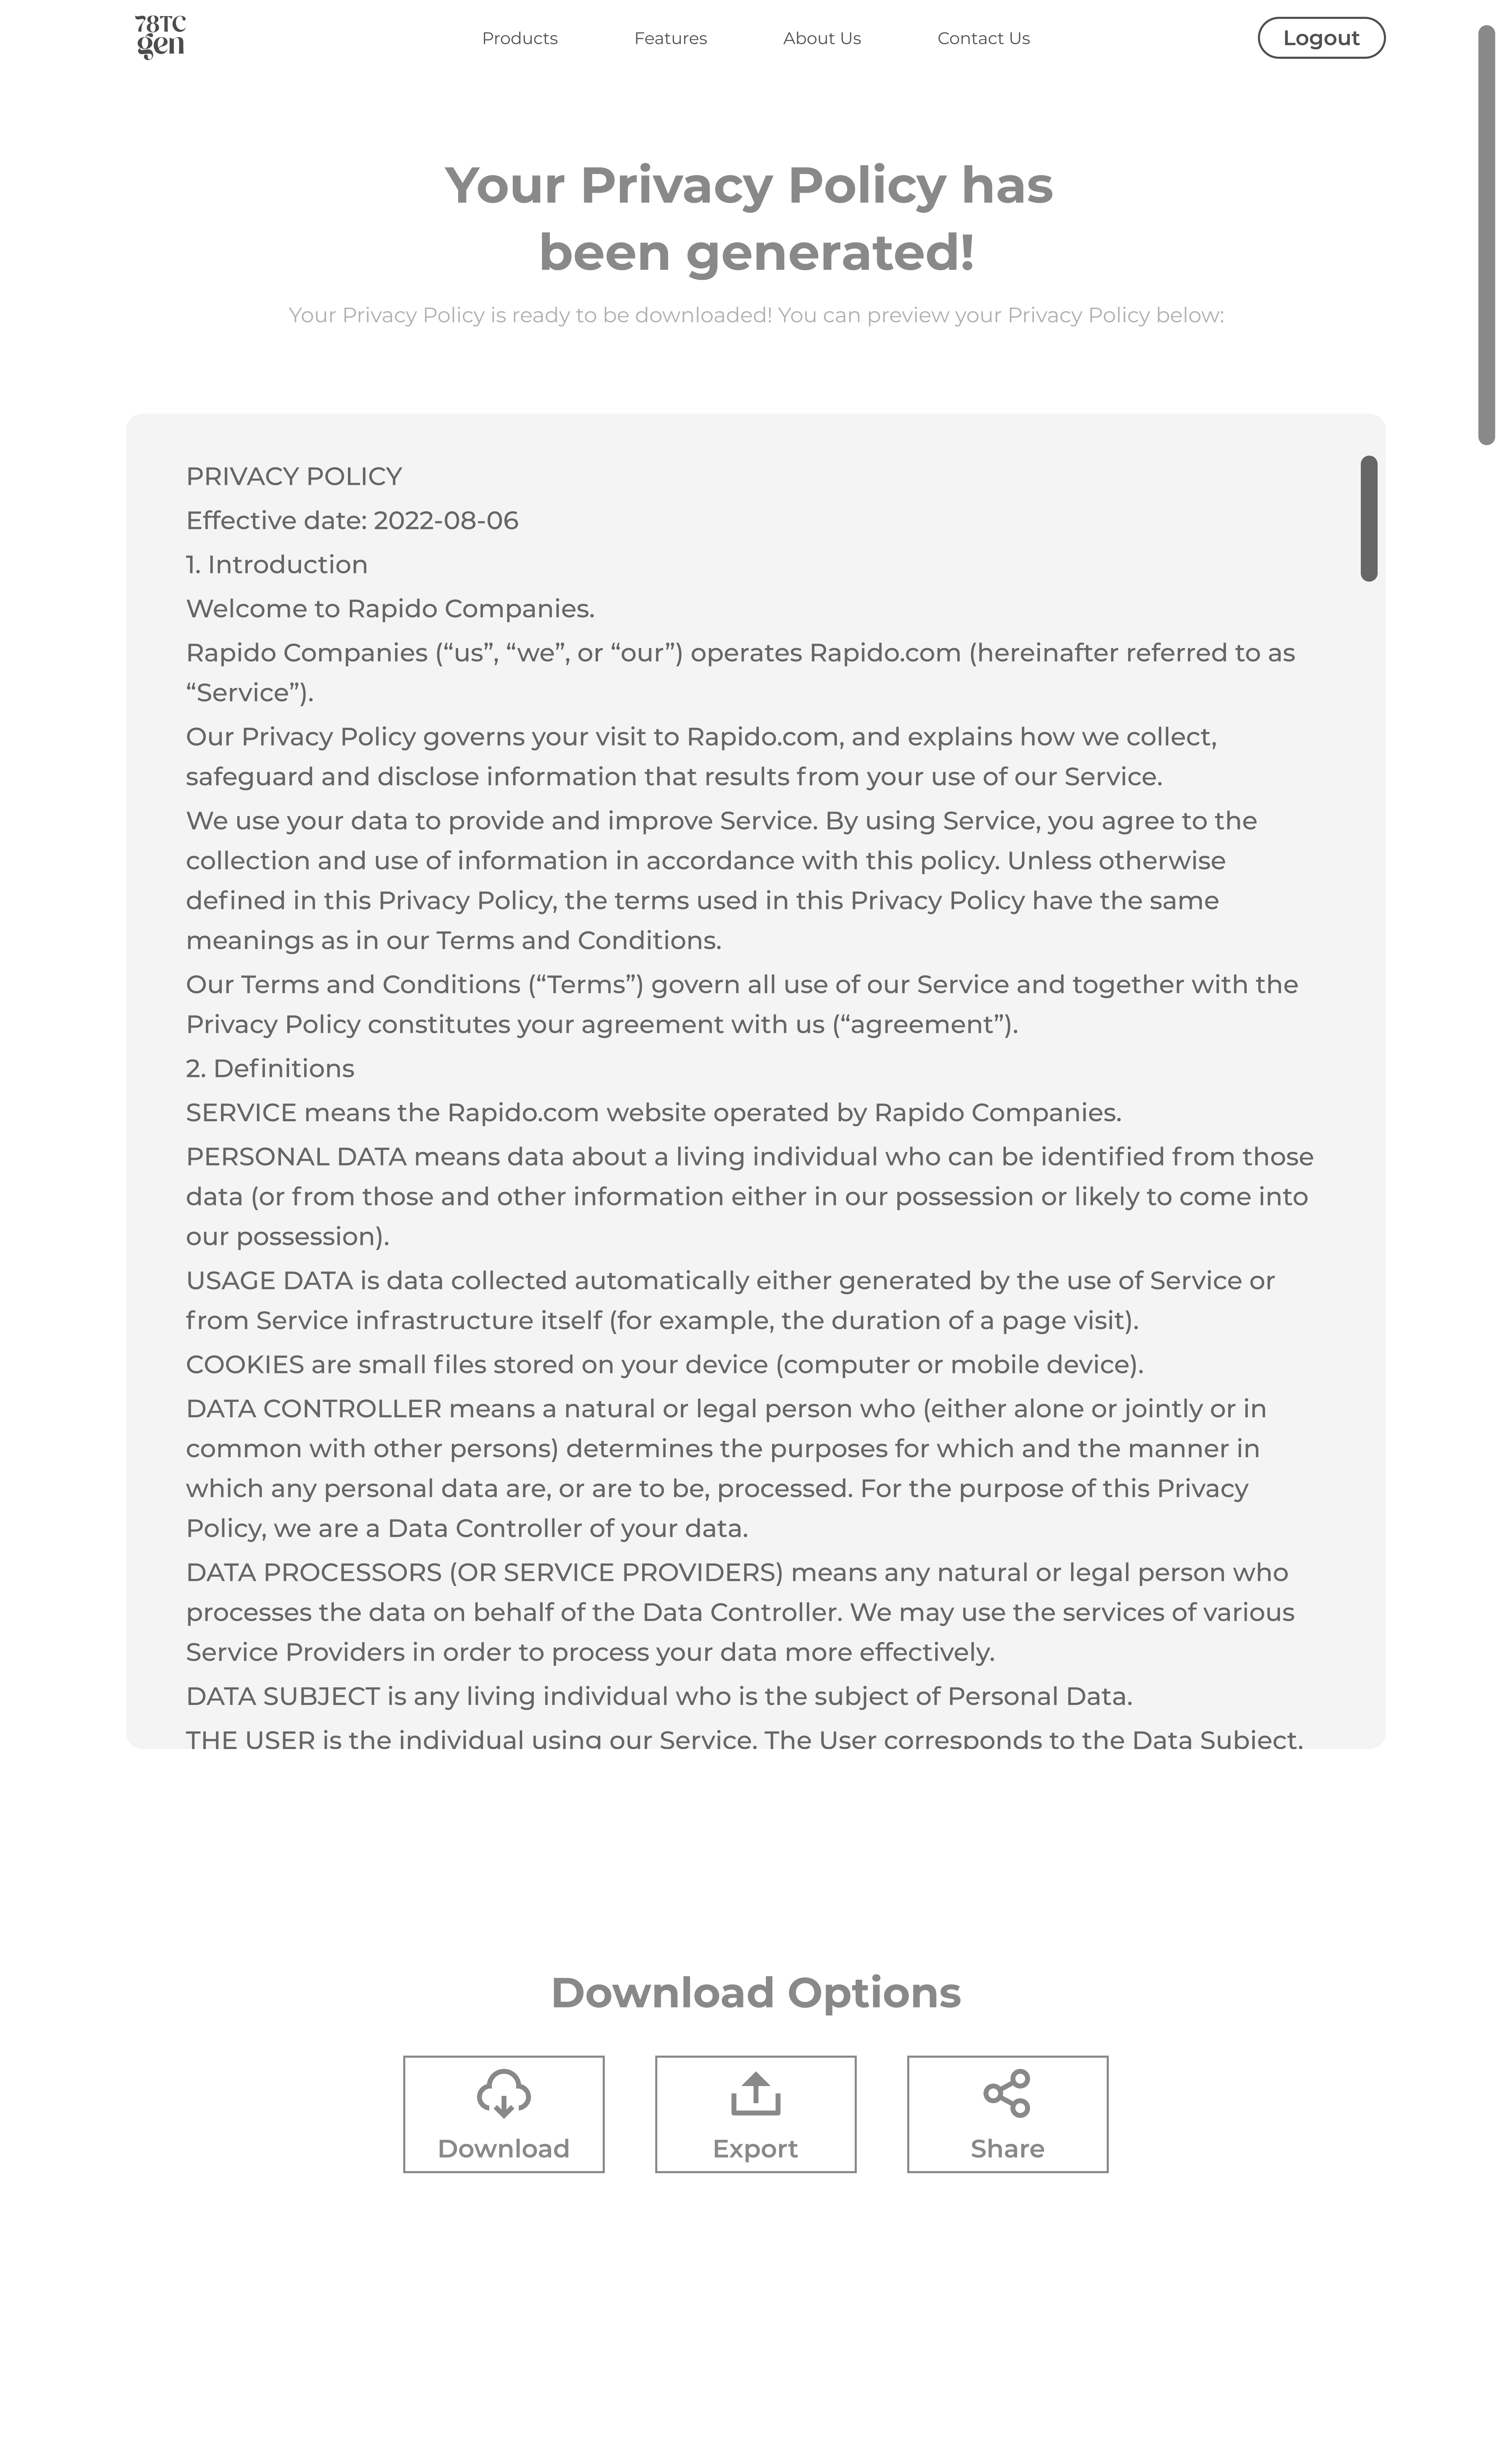 78TC
gen
Products
Features
About Us
Contact Us
Logout
Your Privacy Policy has
been generated!
Your Privacy Policy is ready to be downloaded! You can preview your Privacy Policy below:
PRIVACY POLICY
Effective date: 2022-08-06
1. Introduction
Welcome to Rapido Companies.
Rapido Companies (“us”, “we”, or “our”) operates Rapido.com (hereinafter referred to as
“Service”).
Our Privacy Policy governs your visit to Rapido.com, and explains how we collect,
safeguard and disclose information that results from your use of our Service.
We use your data to provide and improve Service. By using Service, you agree to the
collection and use of information in accordance with this policy. Unless otherwise
defined in this Privacy Policy, the terms used in this Privacy Policy have the same
meanings as in our Terms and Conditions.
Our Terms and Conditions (“Terms”) govern all use of our Service and together with the
Privacy Policy constitutes your agreement with us (“agreement”).
2. Definitions
SERVICE means the Rapido.com website operated by Rapido Companies.
PERSONAL DATA means data about a living individual who can be identified from those
data (or from those and other information either in our possession or likely to come into
our possession).
USAGE DATA is data collected automatically either generated by the use of Service or
from Service infrastructure itself (for example, the duration of a page visit).
COOKIES are small files stored on your device (computer or mobile device).
DATA CONTROLLER means a natural or legal person who (either alone or jointly or in
common with other persons) determines the purposes for which and the manner in
which any personal data are, or are to be, processed. For the purpose of this Privacy
Policy, we are a Data Controller of your data.
DATA PROCESSORS (OR SERVICE PROVIDERS) means any natural or legal person who
processes the data on behalf of the Data Controller. We may use the services of various
Service Providers in order to process your data more effectively.
DATA SUBJECT is any living individual who is the subject of Personal Data.
THE USER is the individual using our Service. The User corresponds to the Data Subject.
Download Options
Download
Export
Share